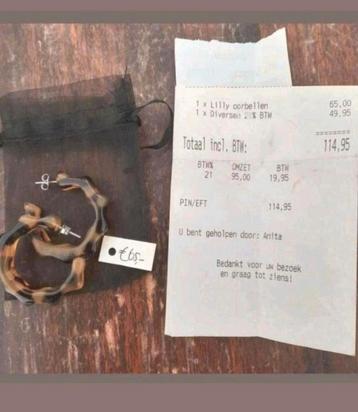 1 x Lilly oorbellen 65,00
1 x Diversen 21% BTW 49,95
========
Totaal incl. BTW: 114,95
BTW% OMZET BTW
21 95,00 19,95
PIN/EFT 114,95
U bent geholpen door: Anita
Bedankt voor uw bezoek
en graag tot ziens!
€65,-